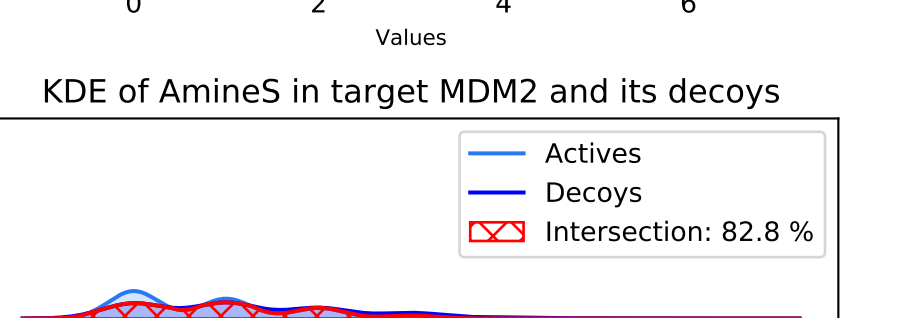 0 2 4 6
Values
KDE of AmineS in target MDM2 and its decoys
Actives
Decoys
Intersection: 82.8 %